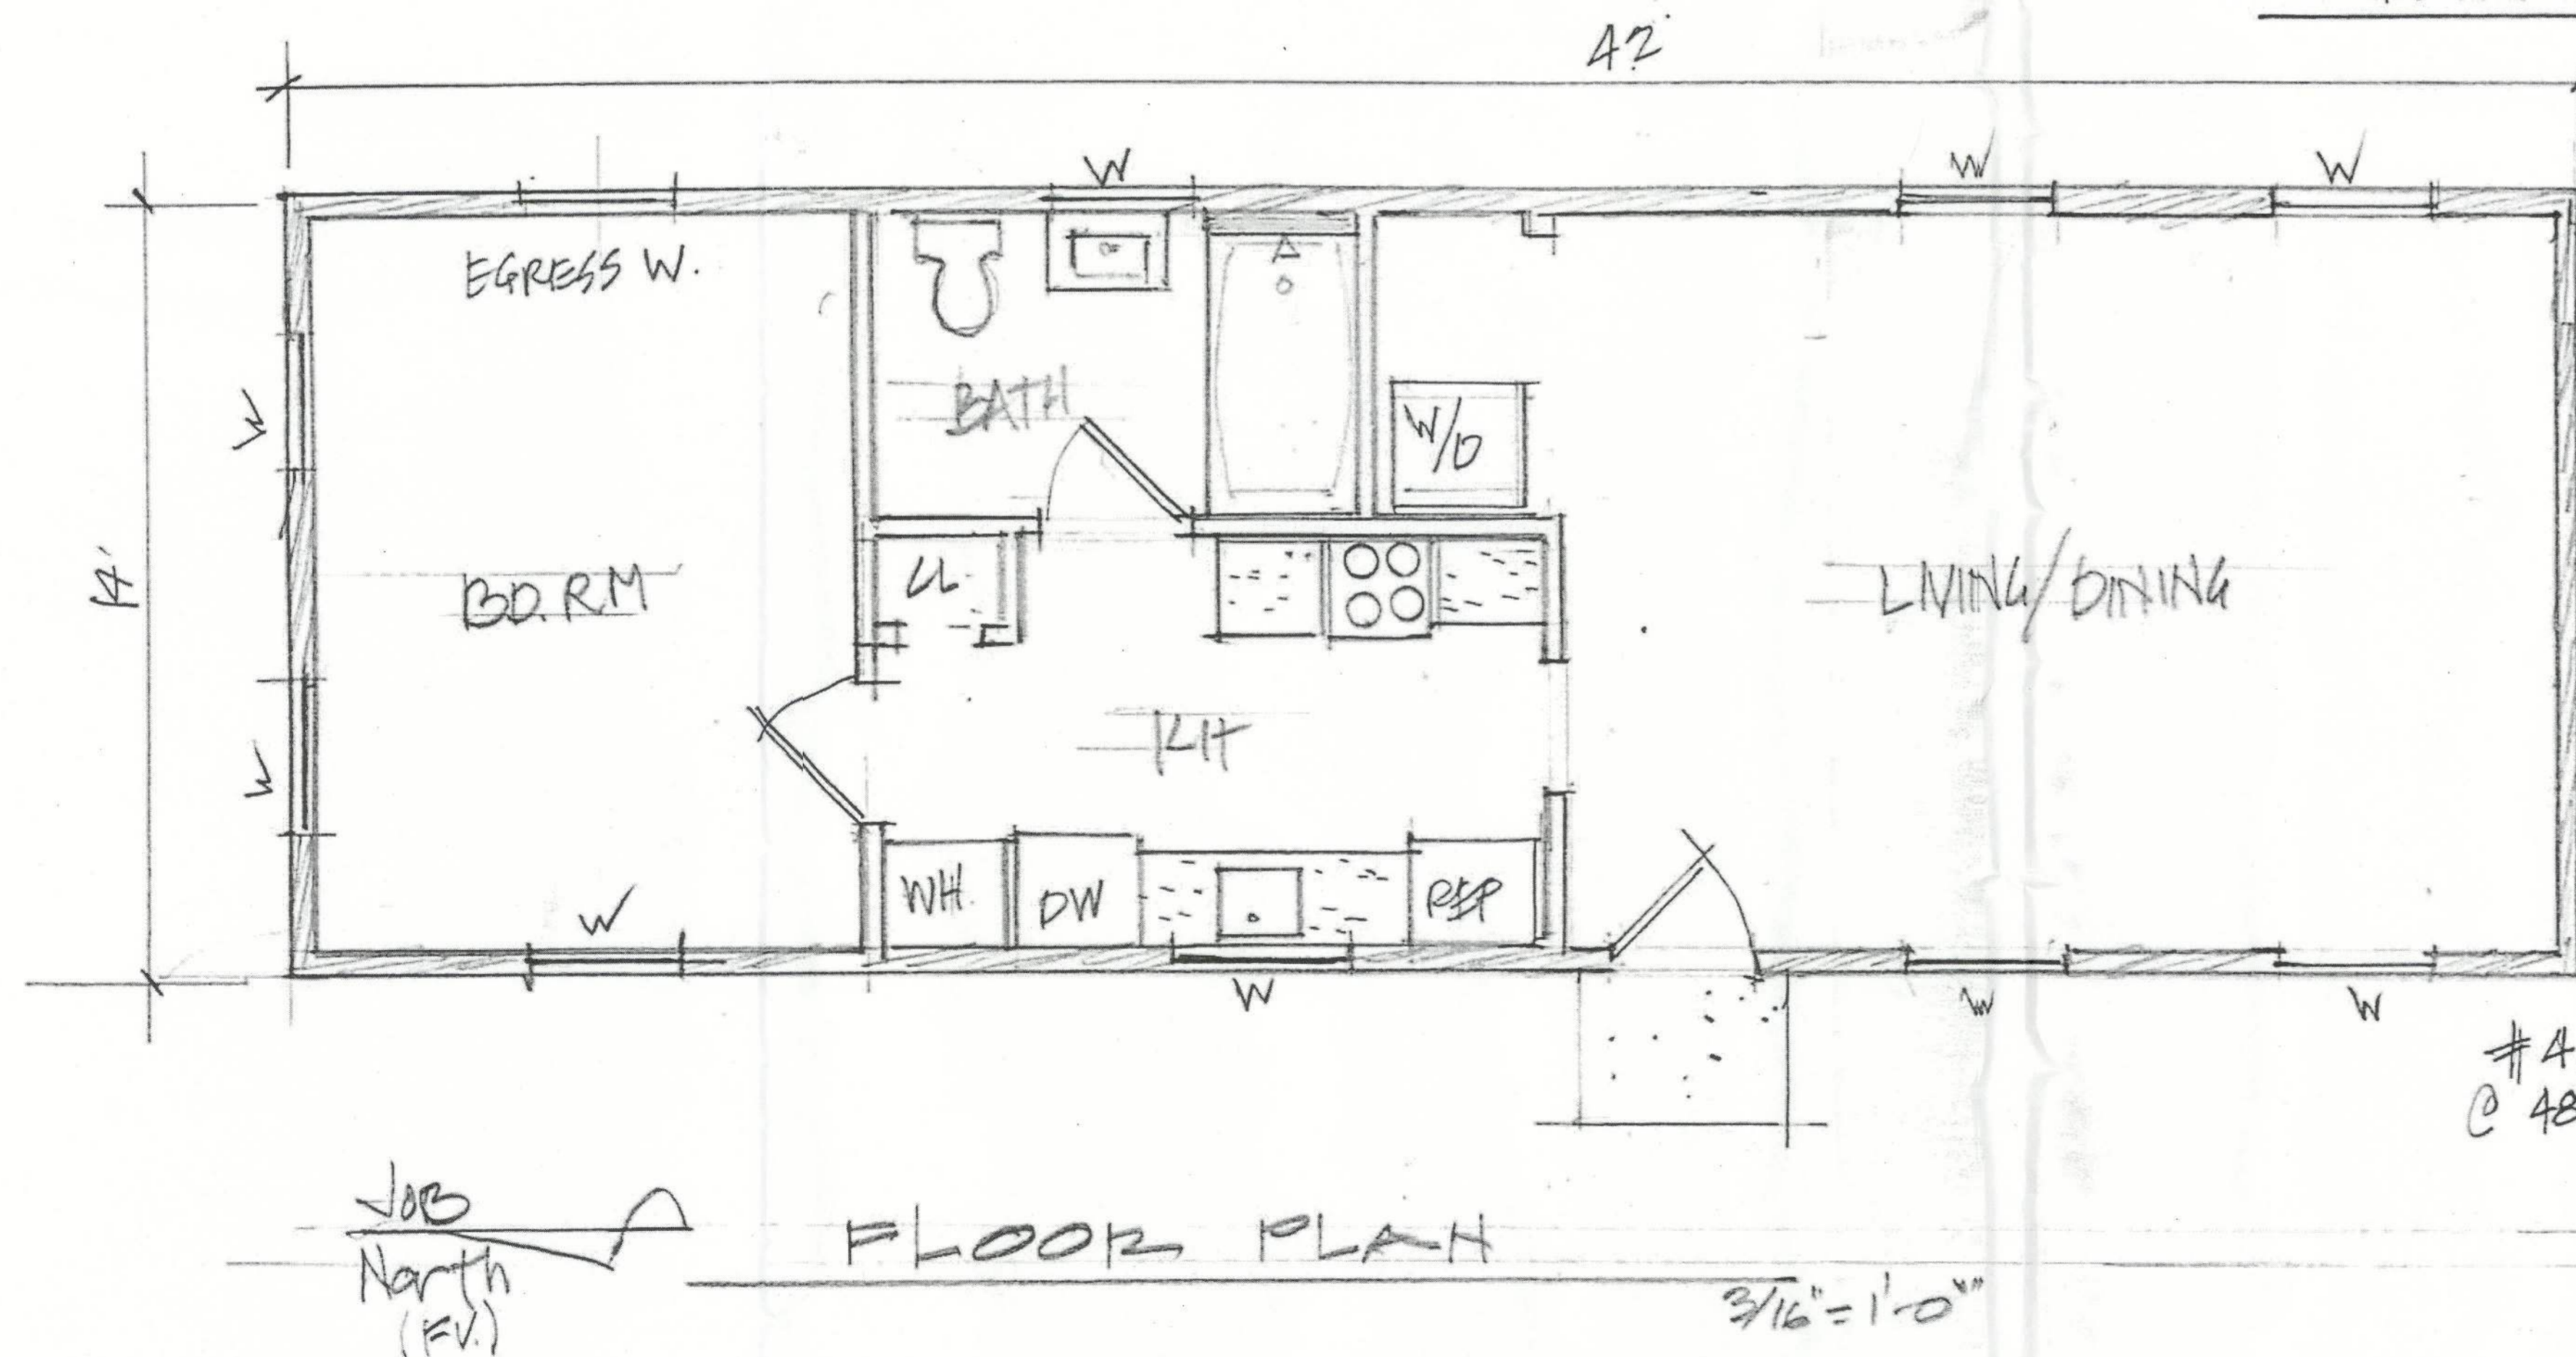 42'
W
W
W
EGRESS W.
W
BATH
W/D
14'
BD. RM
CL
LIVING/DINING
KIT
W
W
WH.
DW
REF
W
W
W
#4
@ 48
JOB
North
(F.V.)
FLOOR PLAN
3/16" = 1'-0"